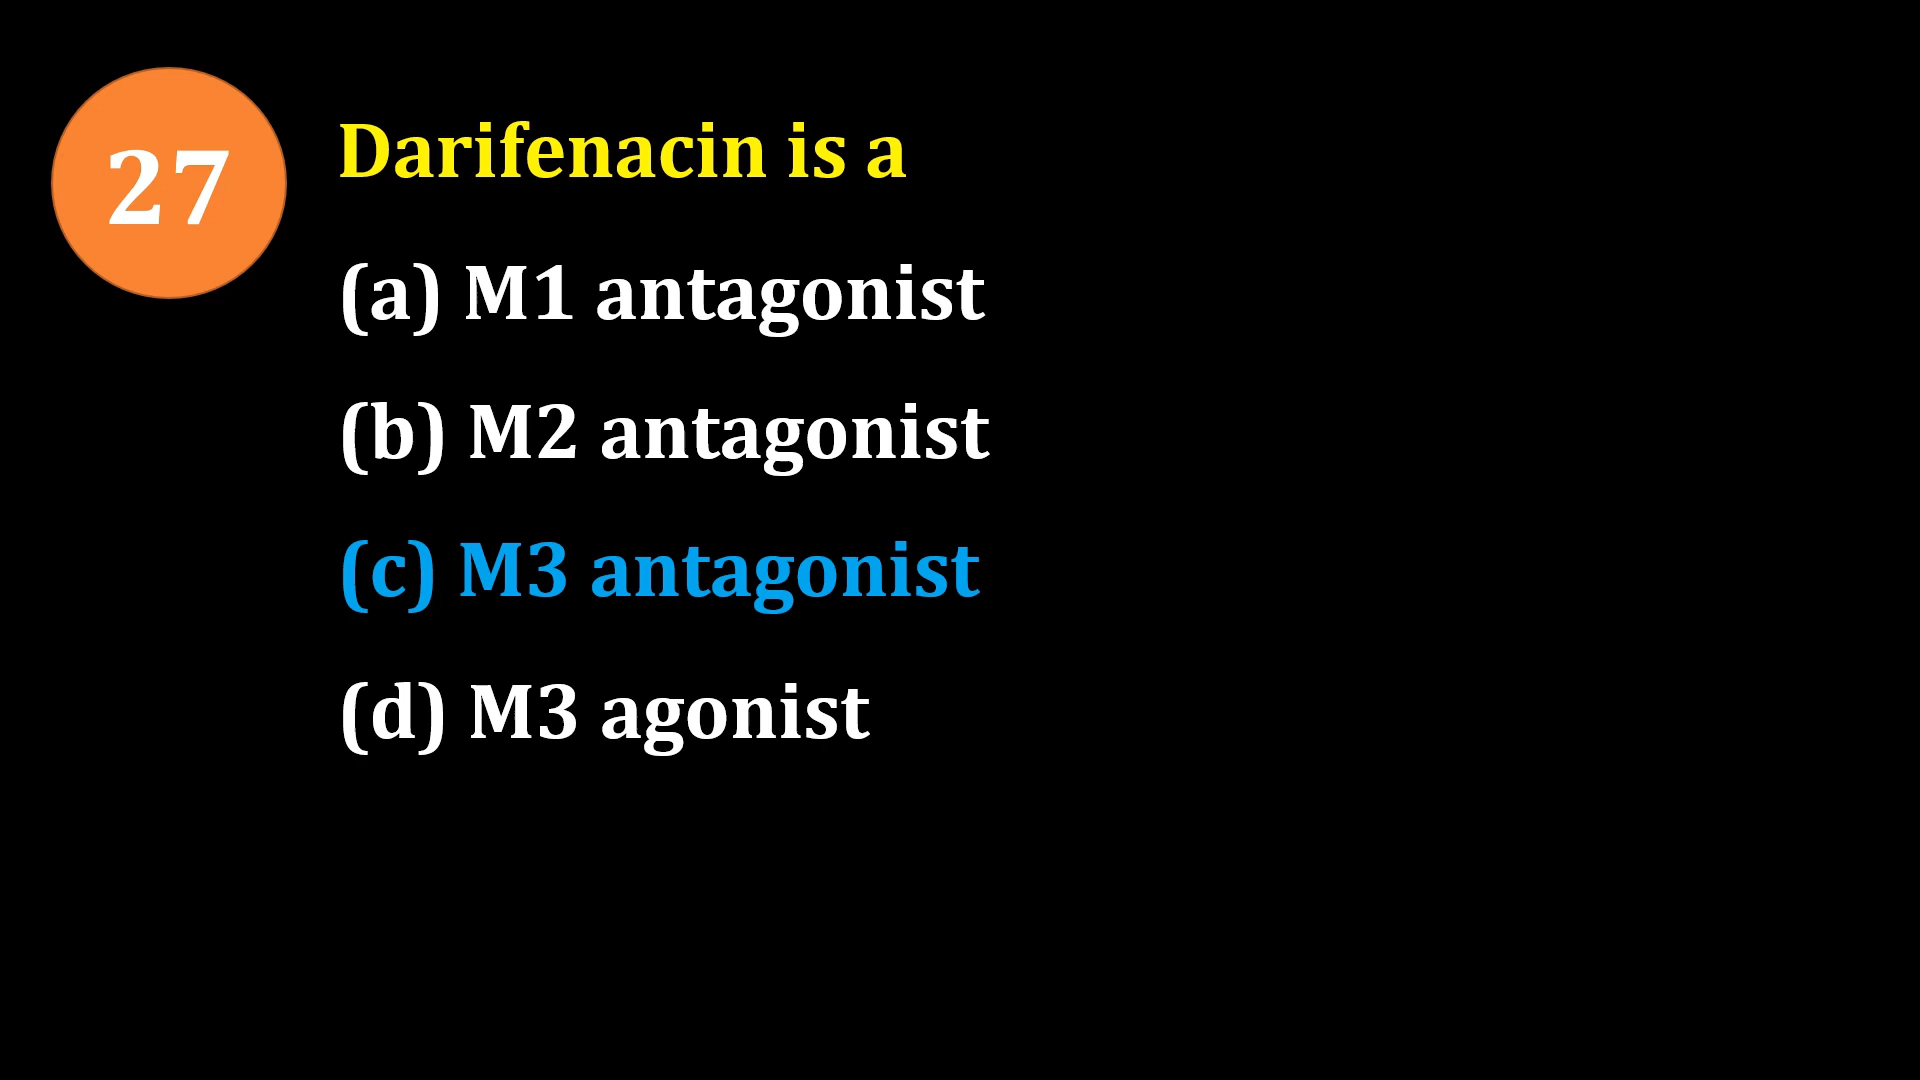 27
Darifenacin is a
(a) M1 antagonist
(b) M2 antagonist
(c) M3 antagonist
(d) M3 agonist